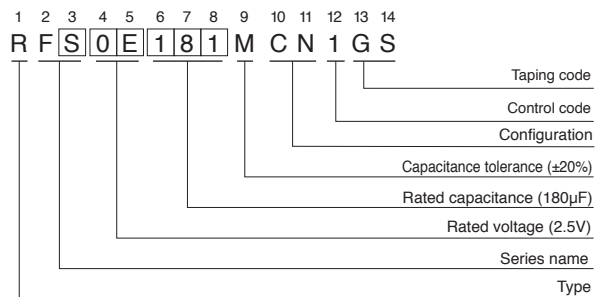 1 2 3 4 5 6 7 8 9 10 11 12 13 14
R F S 0 E 1 8 1 M C N 1 G S
Taping code
Control code
Configuration
Capacitance tolerance (±20%)
Rated capacitance (180µF)
Rated voltage (2.5V)
Series name
Type